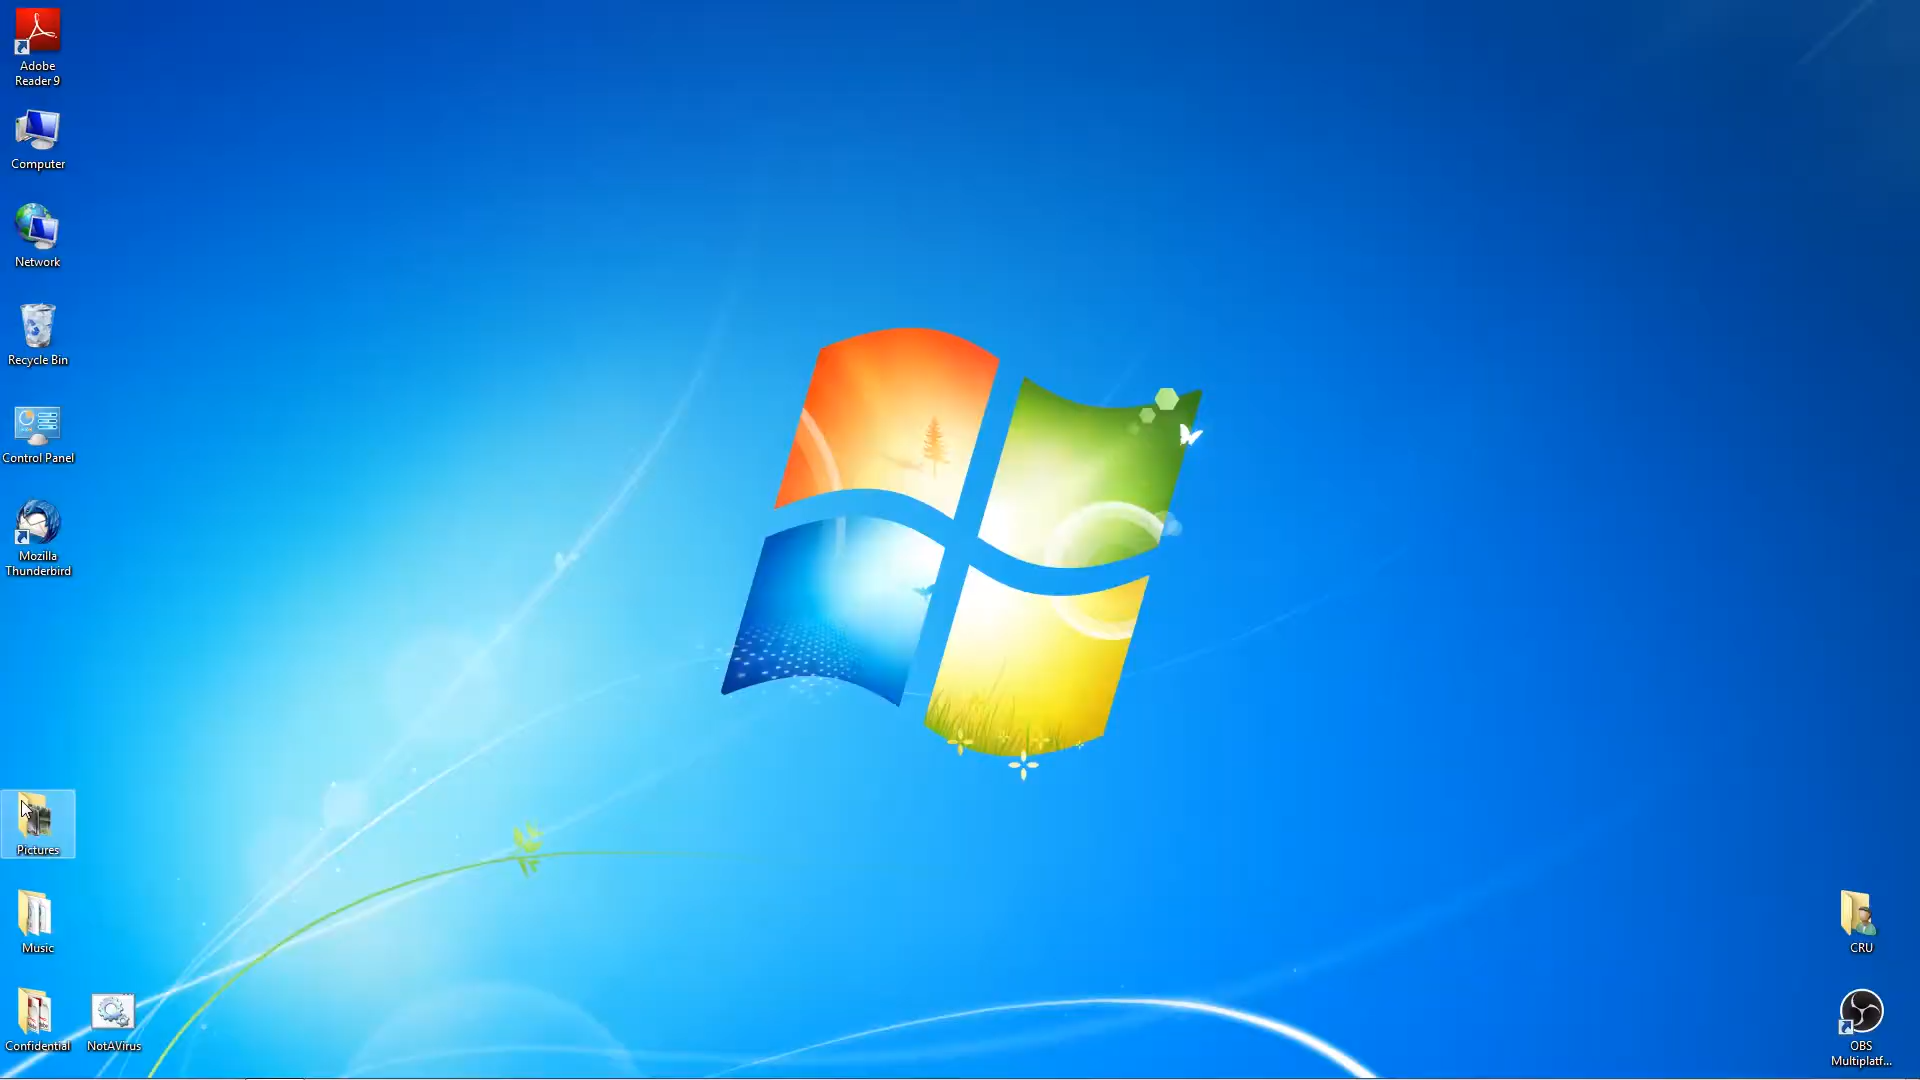 Adobe
Reader 9
Computer
Network
Recycle Bin
Control Panel
Mozilla
Thunderbird
Pictures
Music
Confidential
NotAVirus
CRU
OBS
Multiplatf...